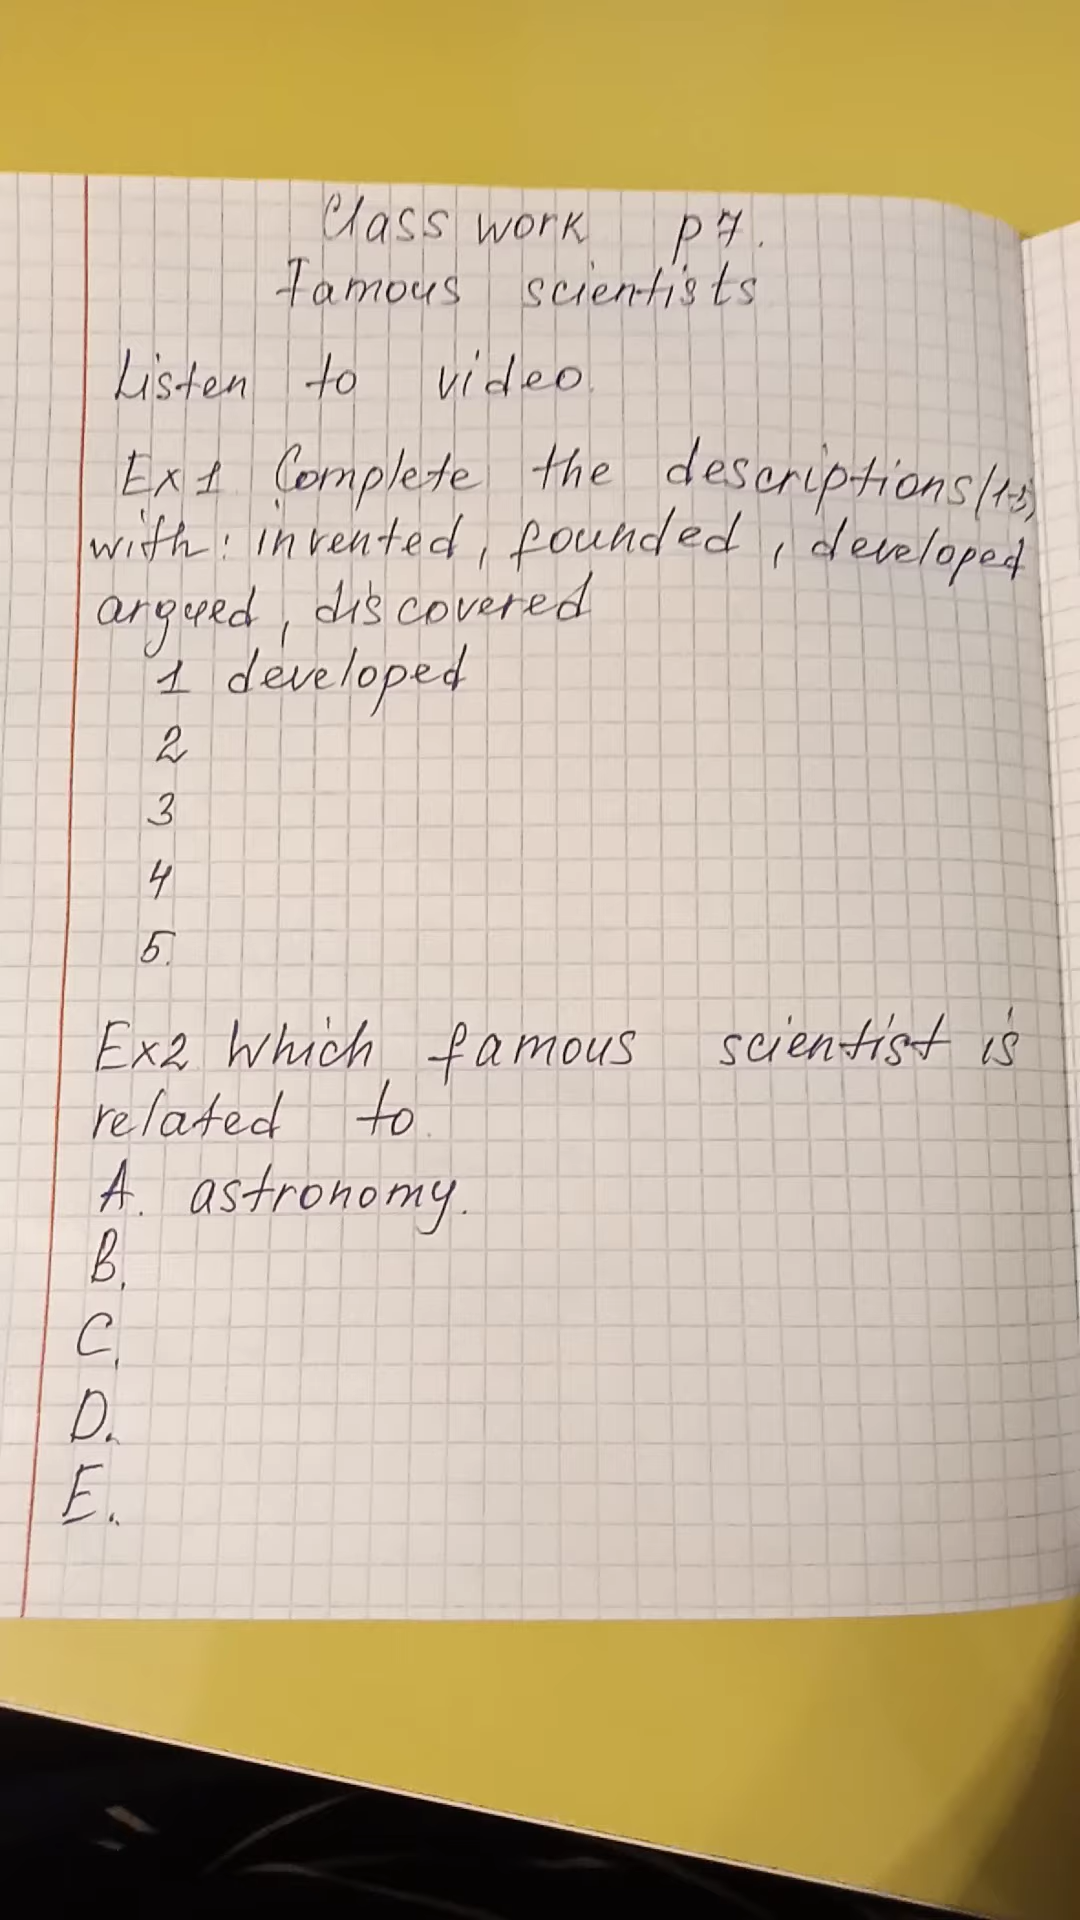 Class work p7.
Famous scientists
Listen to video.
Ex1 Complete the descriptions (1-5)
with: invented, founded, developed
argued, discovered
1 developed
2
3
4
5.
Ex2 Which famous scientist is
related to.
A. astronomy.
B.
C.
D.
E.